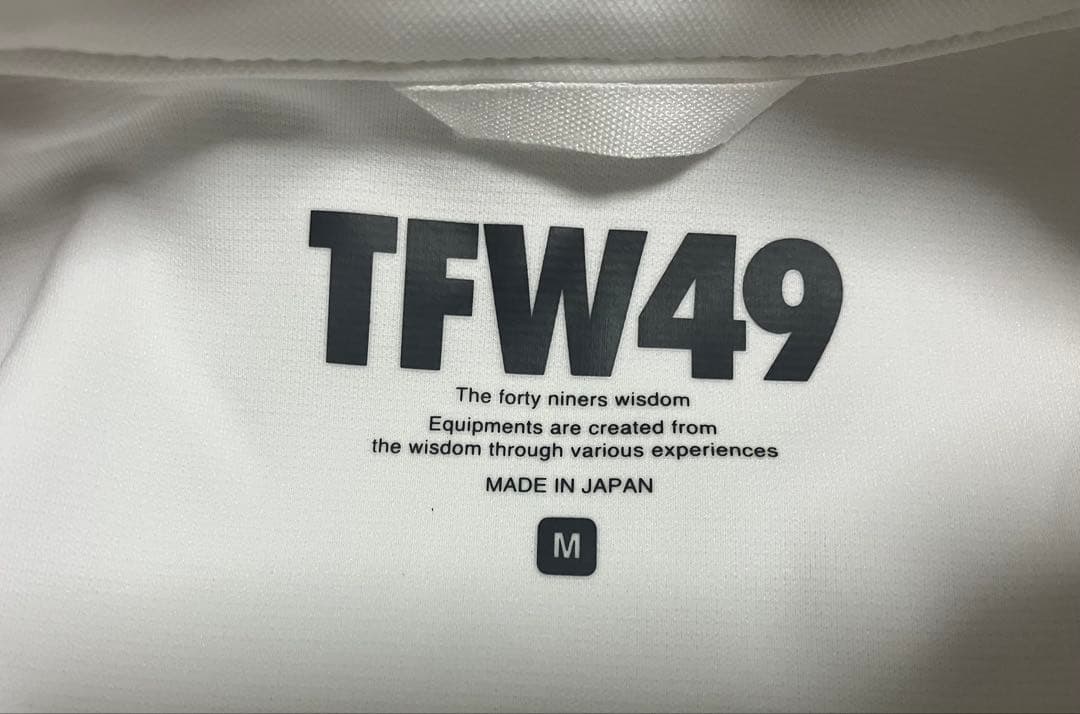 TFW49
The forty niners wisdom
Equipments are created from
the wisdom through various experiences
MADE IN JAPAN
M